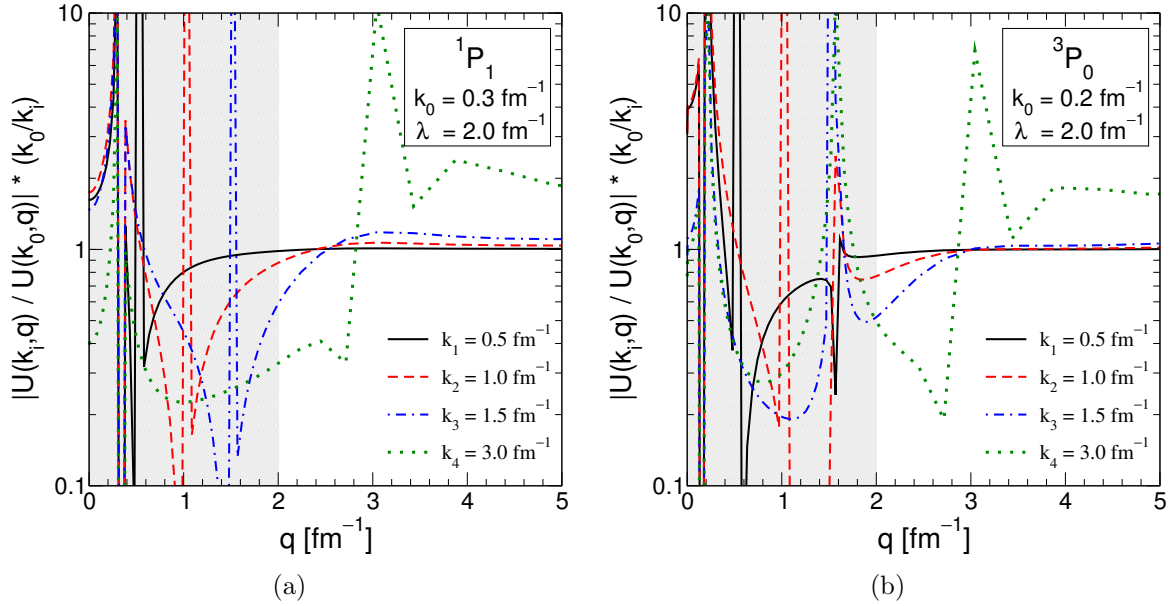 |U(k_i,q) / U(k_0,q)| * (k_0/k_i)
10
1
0.1
^1P_1
k_0 = 0.3 fm^{-1}
λ = 2.0 fm^{-1}
k_1 = 0.5 fm^{-1}
k_2 = 1.0 fm^{-1}
k_3 = 1.5 fm^{-1}
k_4 = 3.0 fm^{-1}
0 1 2 3 4 5
q [fm^{-1}]
(a)
|U(k_i,q) / U(k_0,q)| * (k_0/k_i)
10
1
0.1
^3P_0
k_0 = 0.2 fm^{-1}
λ = 2.0 fm^{-1}
k_1 = 0.5 fm^{-1}
k_2 = 1.0 fm^{-1}
k_3 = 1.5 fm^{-1}
k_4 = 3.0 fm^{-1}
0 1 2 3 4 5
q [fm^{-1}]
(b)